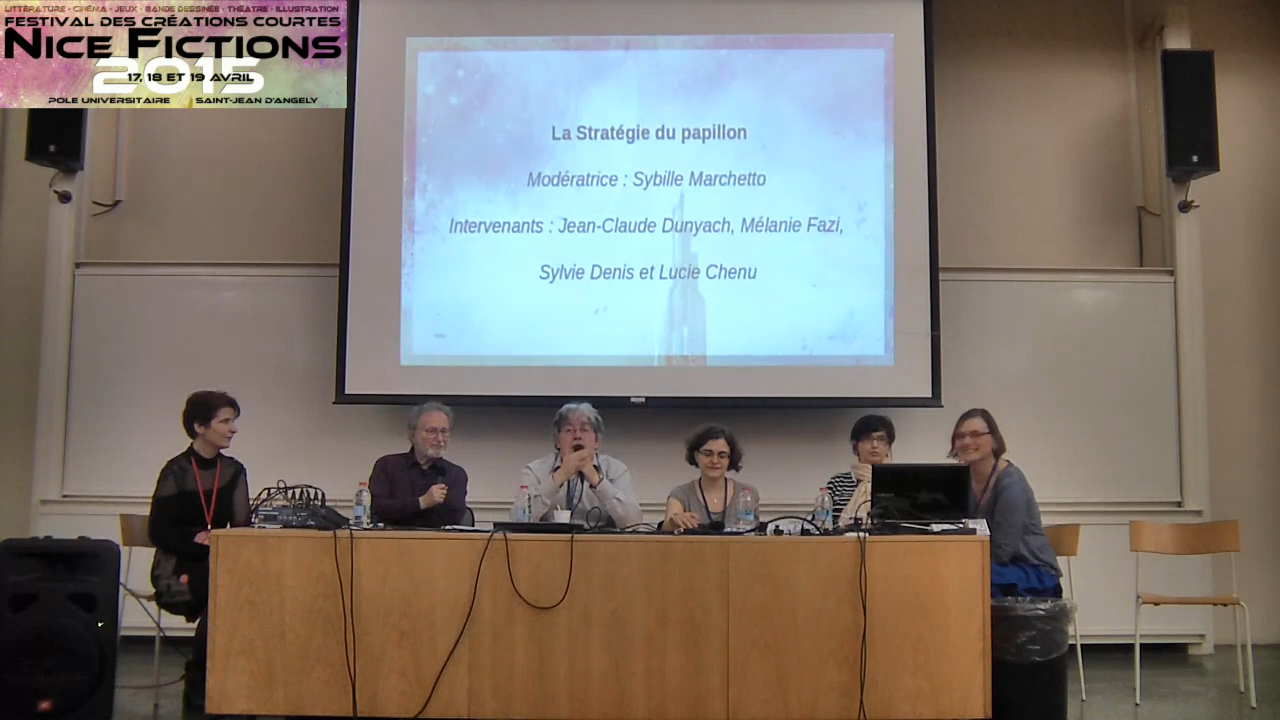 LITTÉRATURE - CINÉMA - JEUX - BANDE DESSINÉE - THÉATRE - ILLUSTRATION
FESTIVAL DES CRÉATIONS COURTES
NICE FICTIONS
2015
17, 18 ET 19 AVRIL
POLE UNIVERSITAIRE SAINT-JEAN D'ANGELY
La Stratégie du papillon
Modératrice : Sybille Marchetto
Intervenants : Jean-Claude Dunyach, Mélanie Fazi,
Sylvie Denis et Lucie Chenu